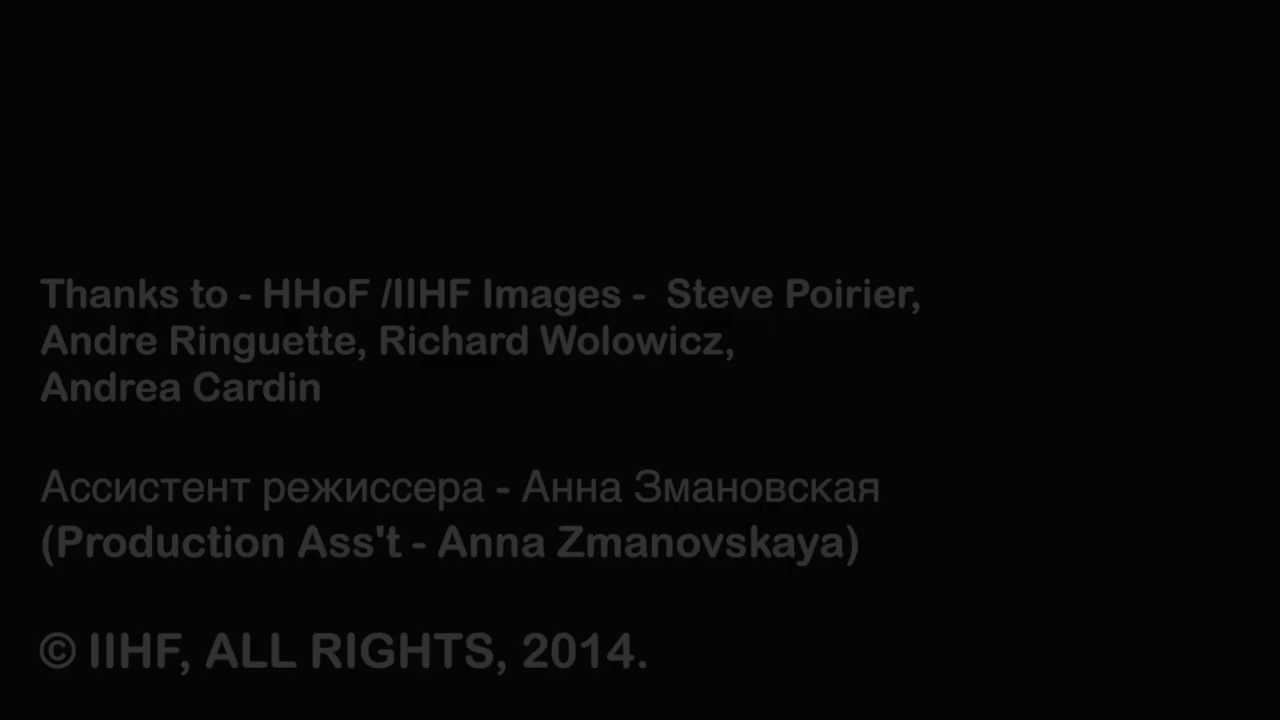 Thanks to - HHoF /IIHF Images -  Steve Poirier,
Andre Ringuette, Richard Wolowicz,
Andrea Cardin
Ассистент режиссера - Анна Змановская
(Production Ass't - Anna Zmanovskaya)
© IIHF, ALL RIGHTS, 2014.